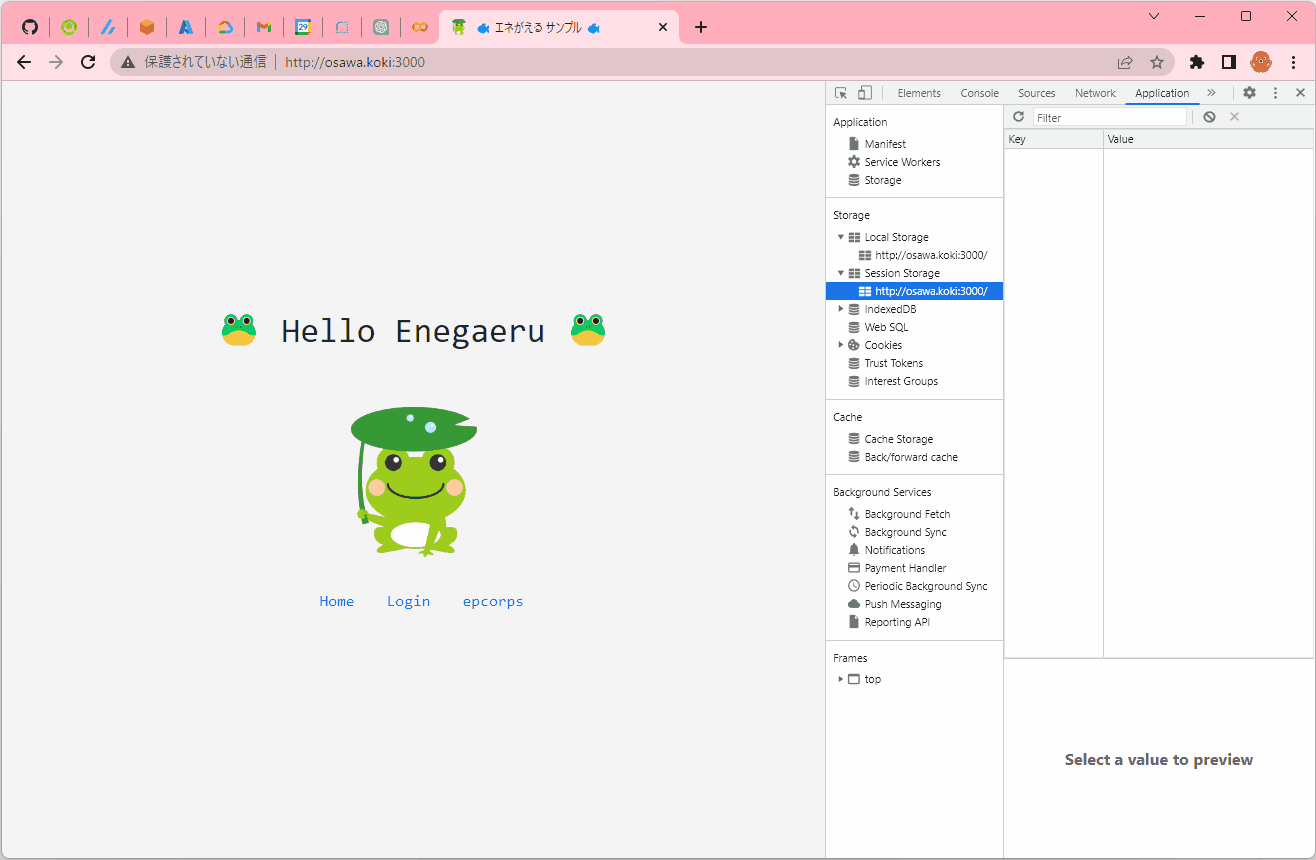 29
エネがえる サンプル
保護されていない通信
http://osawa.koki:3000
Hello Enegaeru
Home Login epcorps
Elements Console Sources Network Application
Filter
Key Value
Application
Manifest
Service Workers
Storage
Storage
Local Storage
http://osawa.koki:3000/
Session Storage
http://osawa.koki:3000/
IndexedDB
Web SQL
Cookies
Trust Tokens
Interest Groups
Cache
Cache Storage
Back/forward cache
Background Services
Background Fetch
Background Sync
Notifications
Payment Handler
Periodic Background Sync
Push Messaging
Reporting API
Frames
top
Select a value to preview